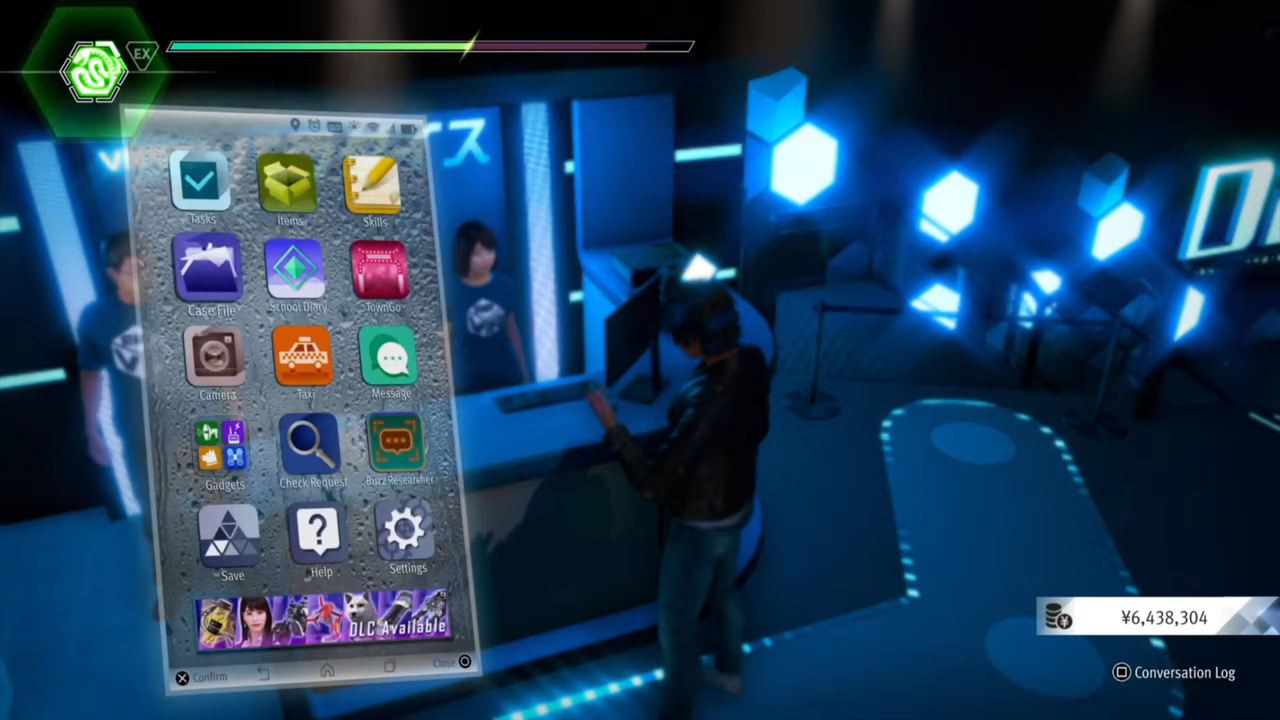 EX
Tasks
Items
Skills
Case File
School Diary
TownGo
Camera
Taxi
Message
Gadgets
Check Request
Buzz Researcher
Save
Help
Settings
DLC Available
Confirm
Close
ス
¥6,438,304
Conversation Log